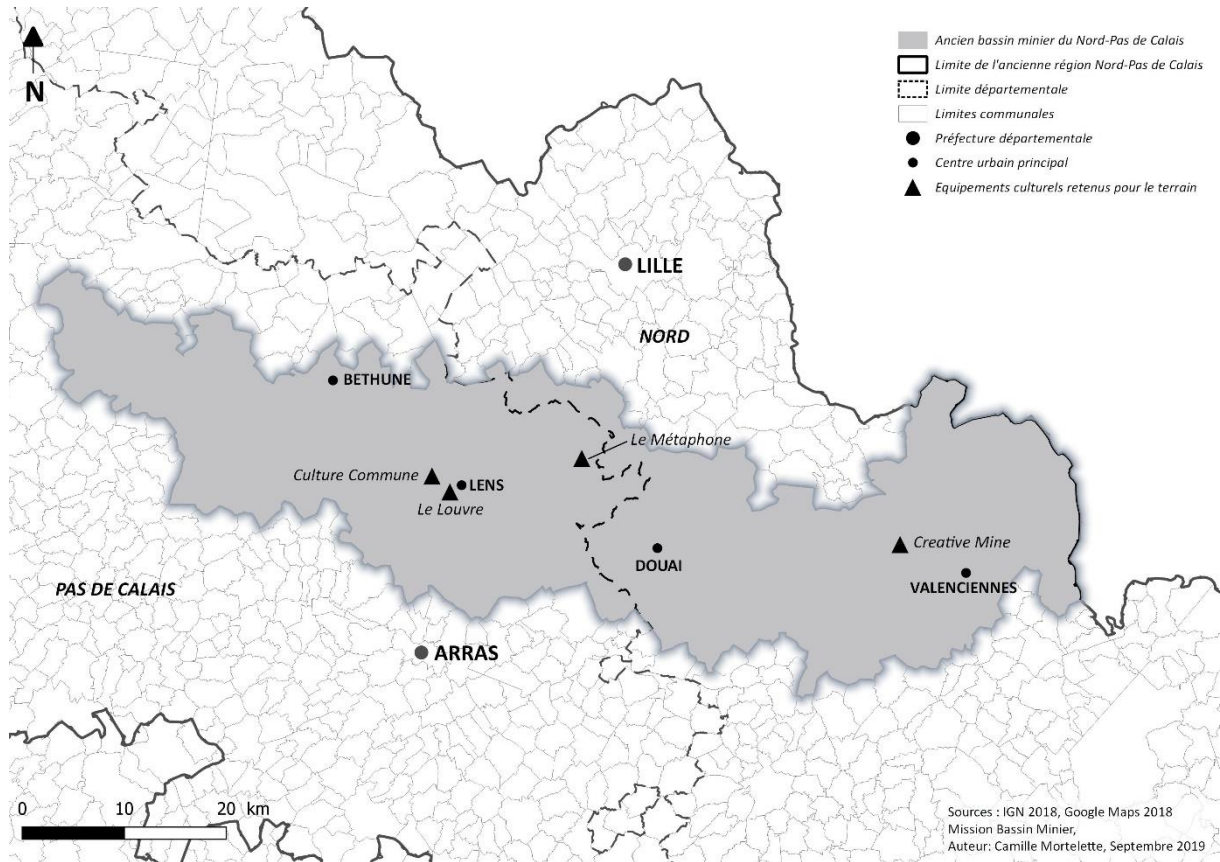 N
Ancien bassin minier du Nord-Pas de Calais
Limite de l'ancienne région Nord-Pas de Calais
Limite départementale
Limites communales
Préfecture départementale
Centre urbain principal
Equipements culturels retenus pour le terrain
LILLE
NORD
BETHUNE
Le Métaphone
Culture Commune
LENS
Le Louvre
Creative Mine
DOUAI
VALENCIENNES
PAS DE CALAIS
ARRAS
0 10 20 km
Sources : IGN 2018, Google Maps 2018
Mission Bassin Minier,
Auteur: Camille Mortelette, Septembre 2019